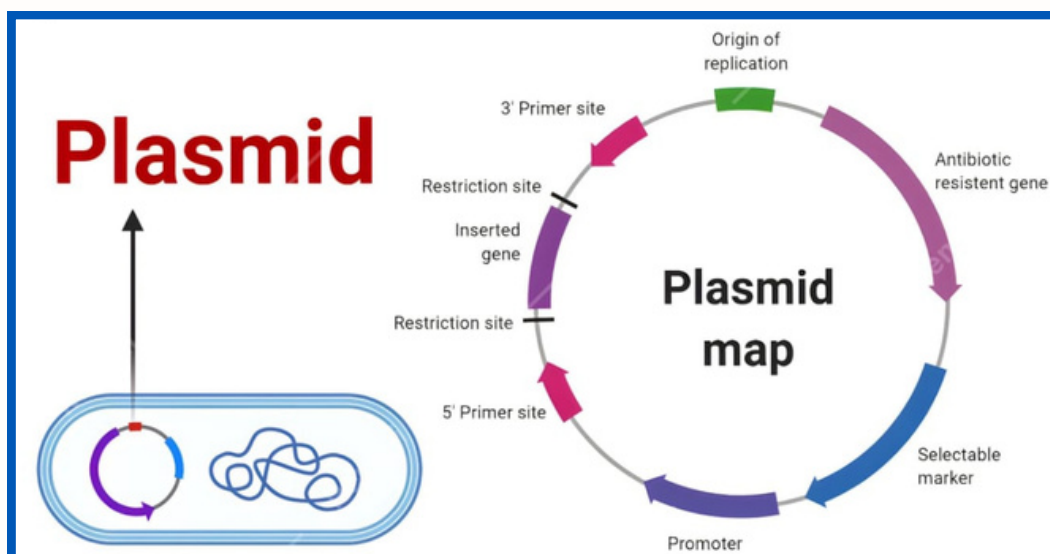 Plasmid
Origin of
replication
3' Primer site
Antibiotic
resistent gene
Restriction site
Inserted
gene
Plasmid
map
Restriction site
5' Primer site
Selectable
marker
Promoter